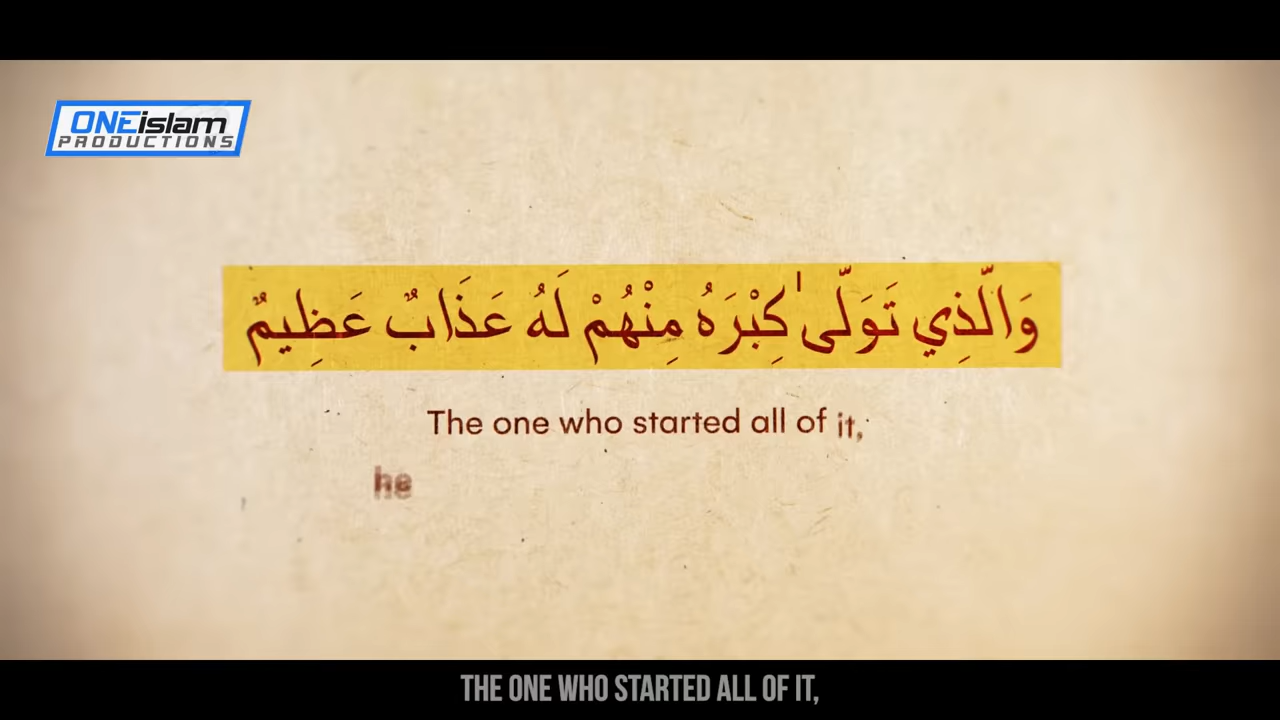 ONEislam
PRODUCTIONS
وَالَّذِي تَوَلَّىٰ كِبْرَهُ مِنْهُمْ لَهُ عَذَابٌ عَظِيمٌ
The one who started all of it,
he
THE ONE WHO STARTED ALL OF IT,